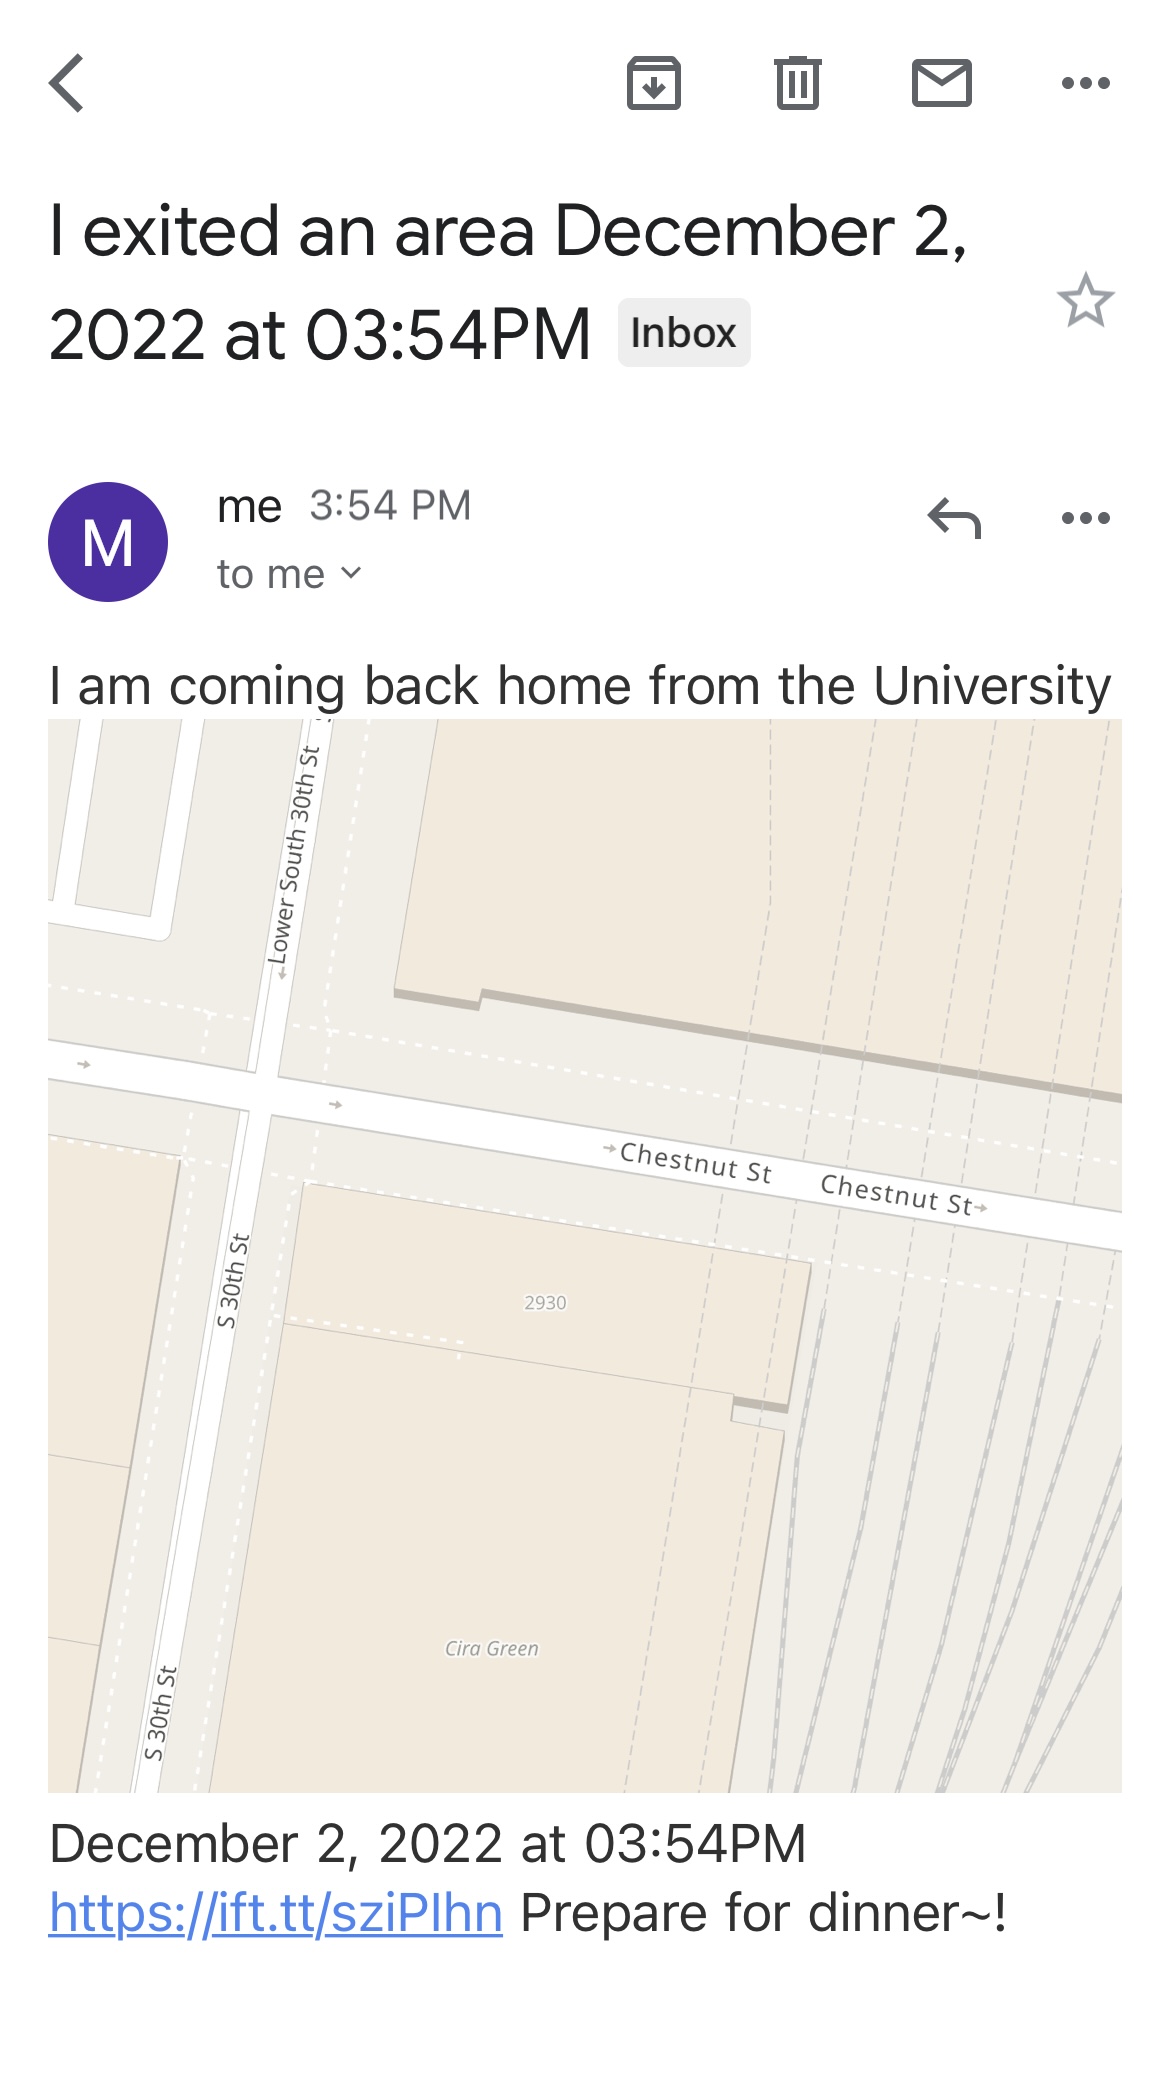 I exited an area December 2,
2022 at 03:54PM Inbox
M
me 3:54 PM
to me
I am coming back home from the University
Lower South 30th St
Chestnut St Chestnut St
S 30th St
2930
Cira Green
S 30th St
December 2, 2022 at 03:54PM
https://ift.tt/sziPIhn Prepare for dinner~!